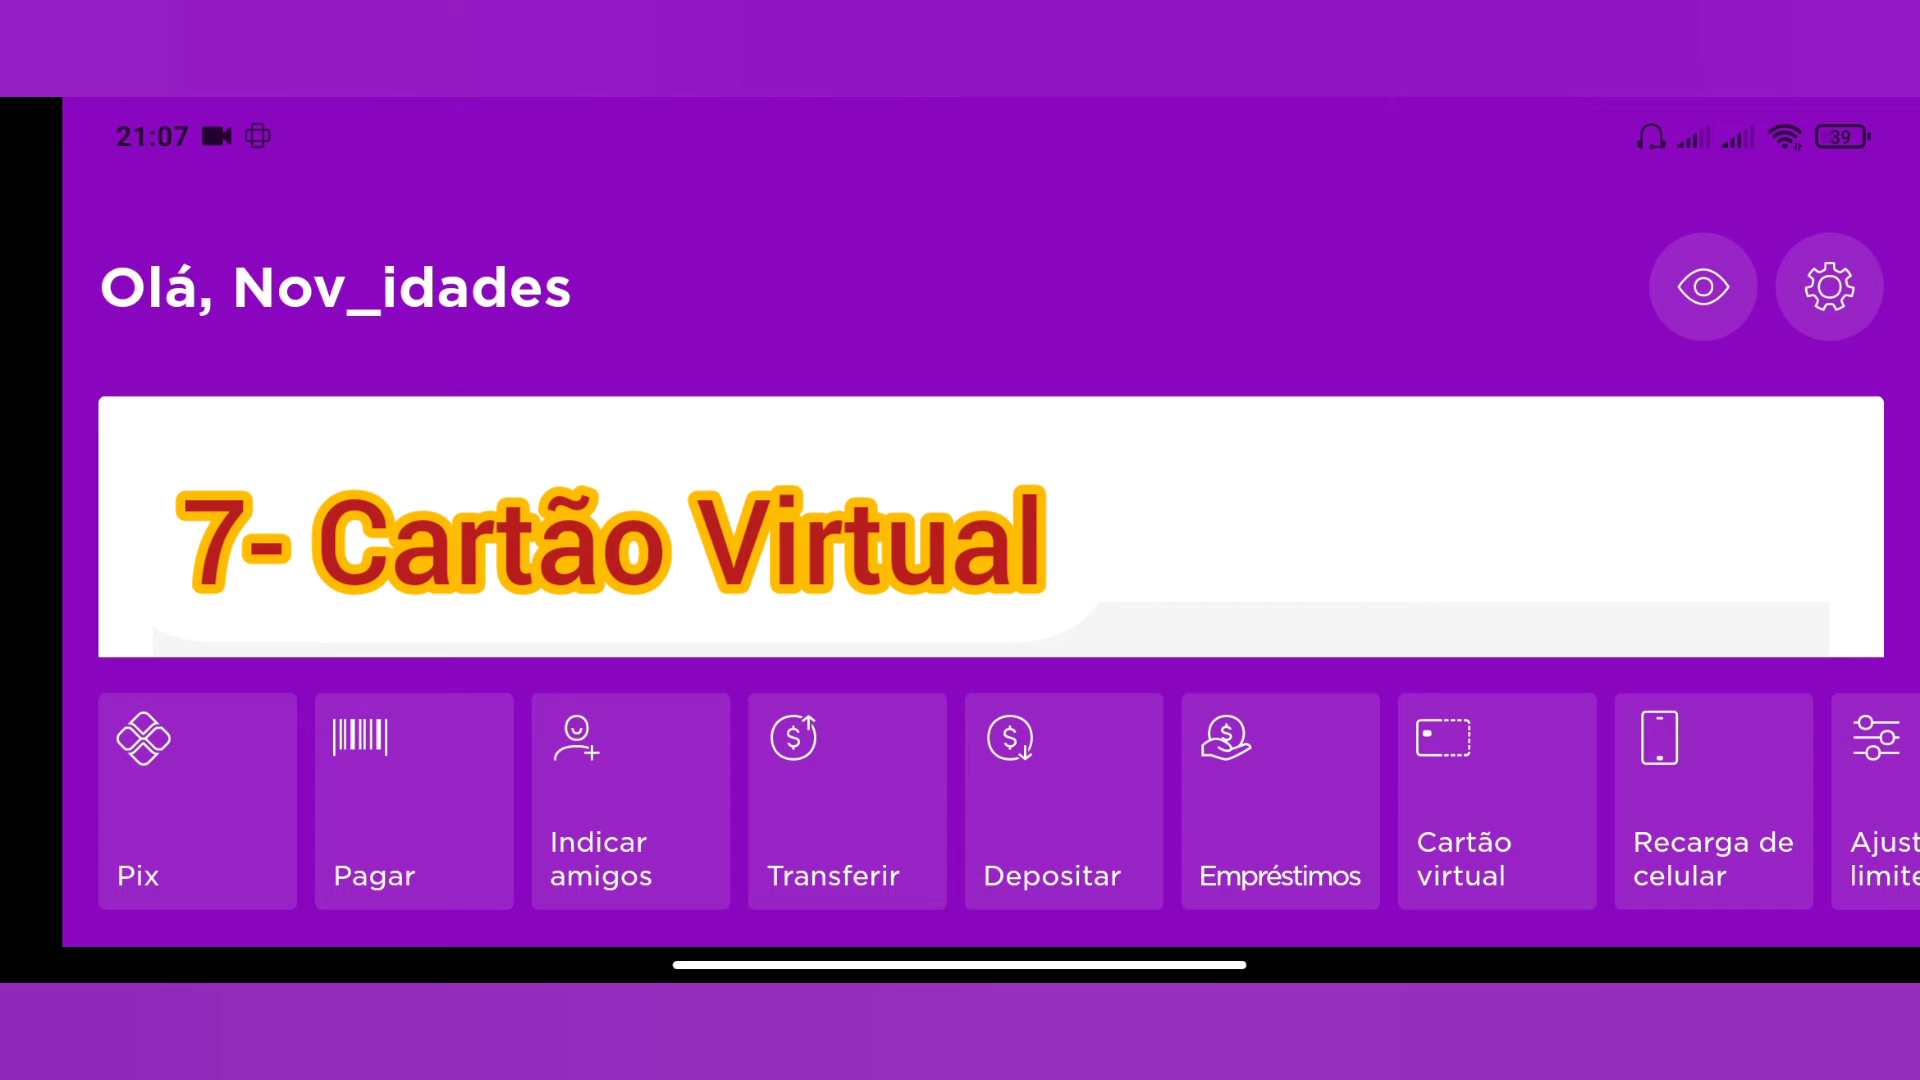 21:07
39
Olá, Nov_idades
7- Cartão Virtual
Pix
Pagar
Indicar
amigos
Transferir
Depositar
Empréstimos
Cartão
virtual
Recarga de
celular
Ajust
limite